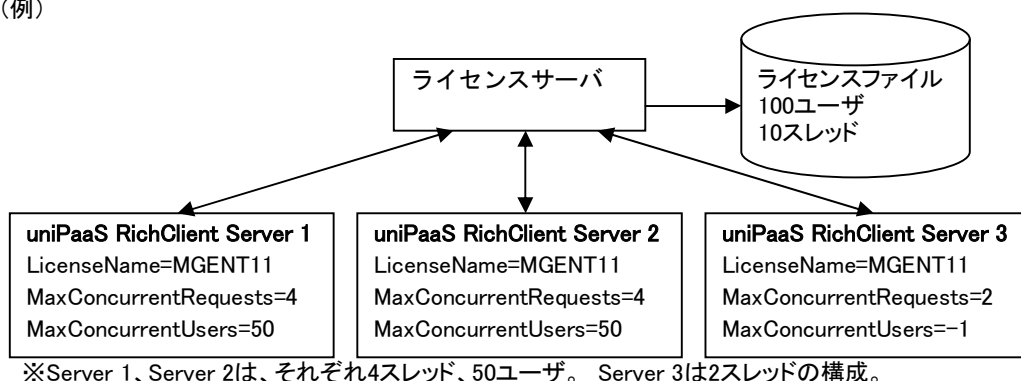 (例)
ライセンスサーバ
ライセンスファイル
100ユーザ
10スレッド
uniPaaS RichClient Server 1
LicenseName=MGENT11
MaxConcurrentRequests=4
MaxConcurrentUsers=50
uniPaaS RichClient Server 2
LicenseName=MGENT11
MaxConcurrentRequests=4
MaxConcurrentUsers=50
uniPaaS RichClient Server 3
LicenseName=MGENT11
MaxConcurrentRequests=2
MaxConcurrentUsers=-1
※Server 1、Server 2は、それぞれ4スレッド、50ユーザ。 Server 3は2スレッドの構成。